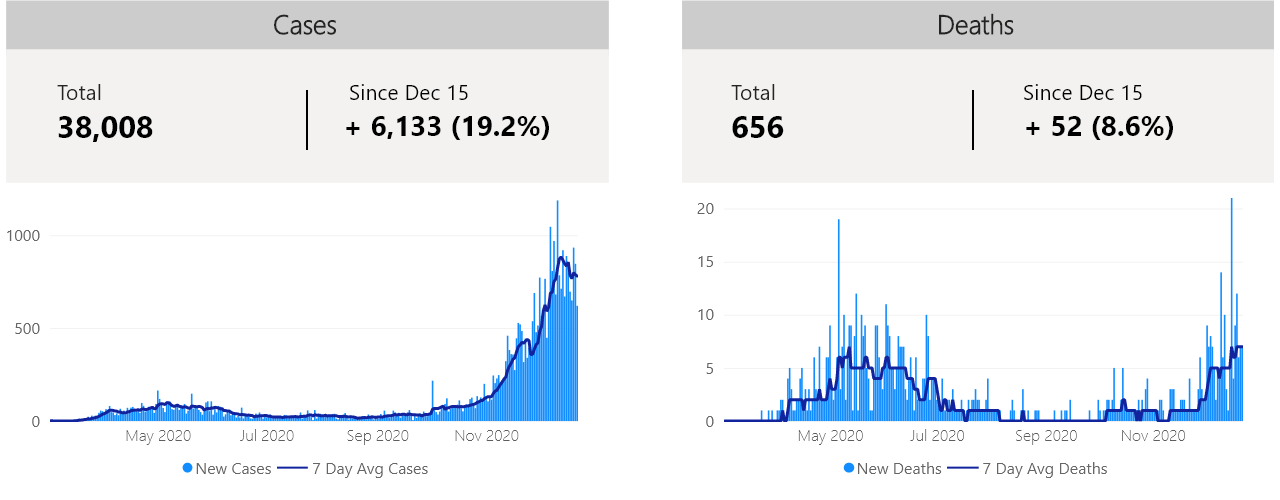 Cases
Total
Since Dec 15
38,008
+ 6,133 (19.2%)
1000
500
0
May 2020
Jul 2020
Sep 2020
Nov 2020
New Cases
7 Day Avg Cases
Deaths
Total
Since Dec 15
656
+ 52 (8.6%)
20
15
10
5
0
May 2020
Jul 2020
Sep 2020
Nov 2020
New Deaths
7 Day Avg Deaths